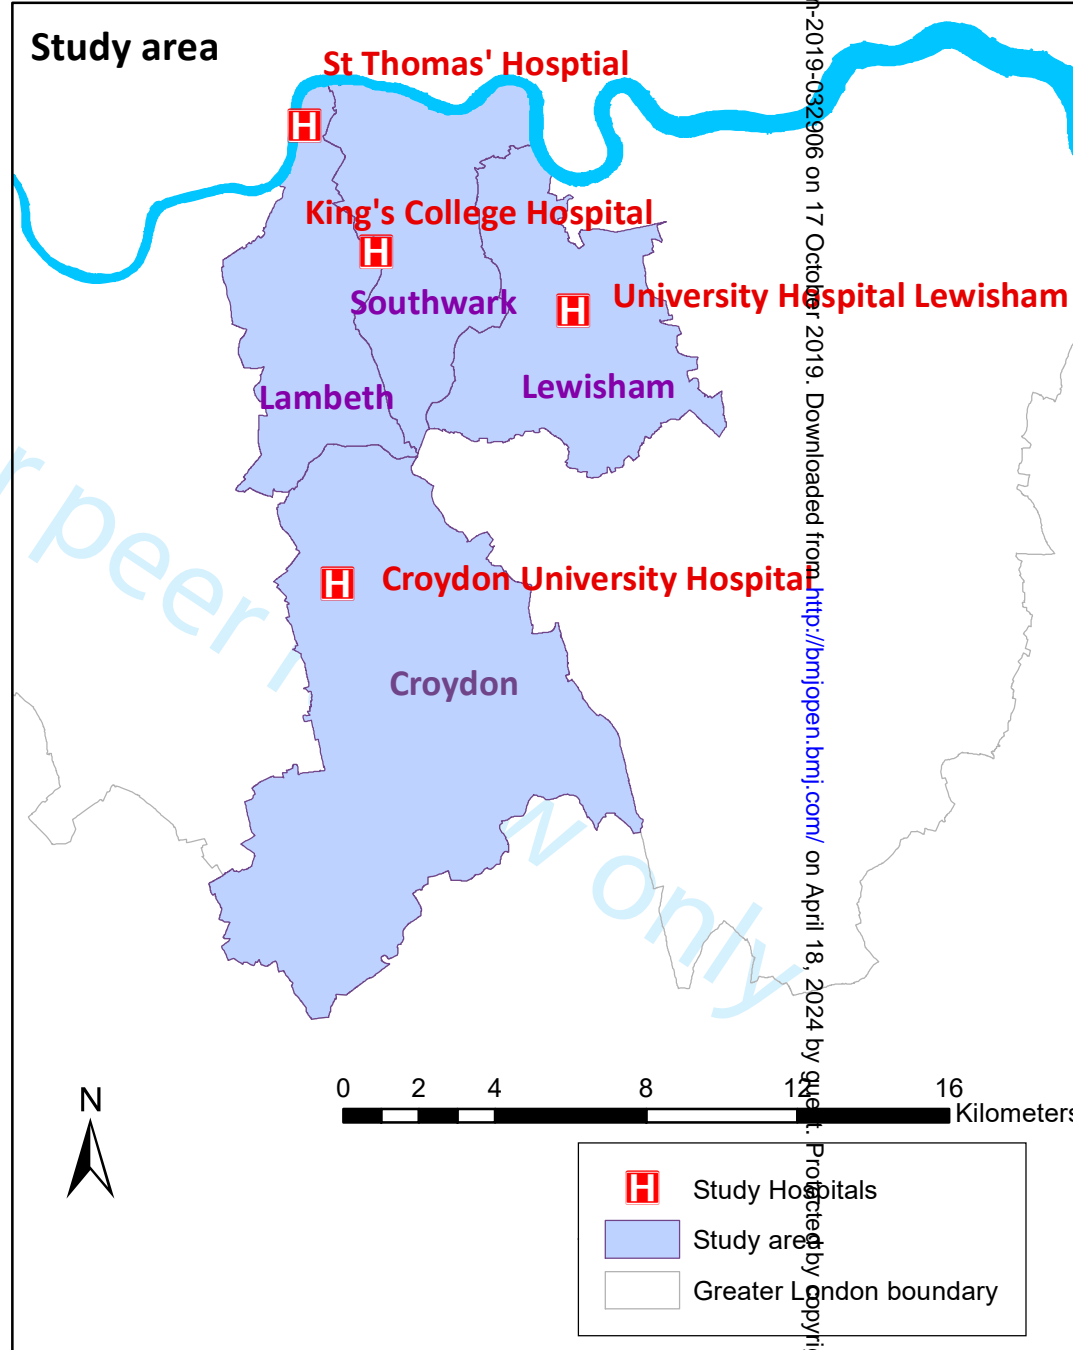 Study area
St Thomas' Hosptial
King's College Hospital
Southwark
University Hospital Lewisham
Lambeth
Lewisham
Croydon University Hospital
Croydon
N
0 2 4 8 12 16
Kilometers
Study Hospitals
Study area
Greater London boundary
peer
w only
-2019-032906 on 17 October 2019. Downloaded from http://bmjopen.bmj.com/ on April 18, 2024 by guest. Protected by